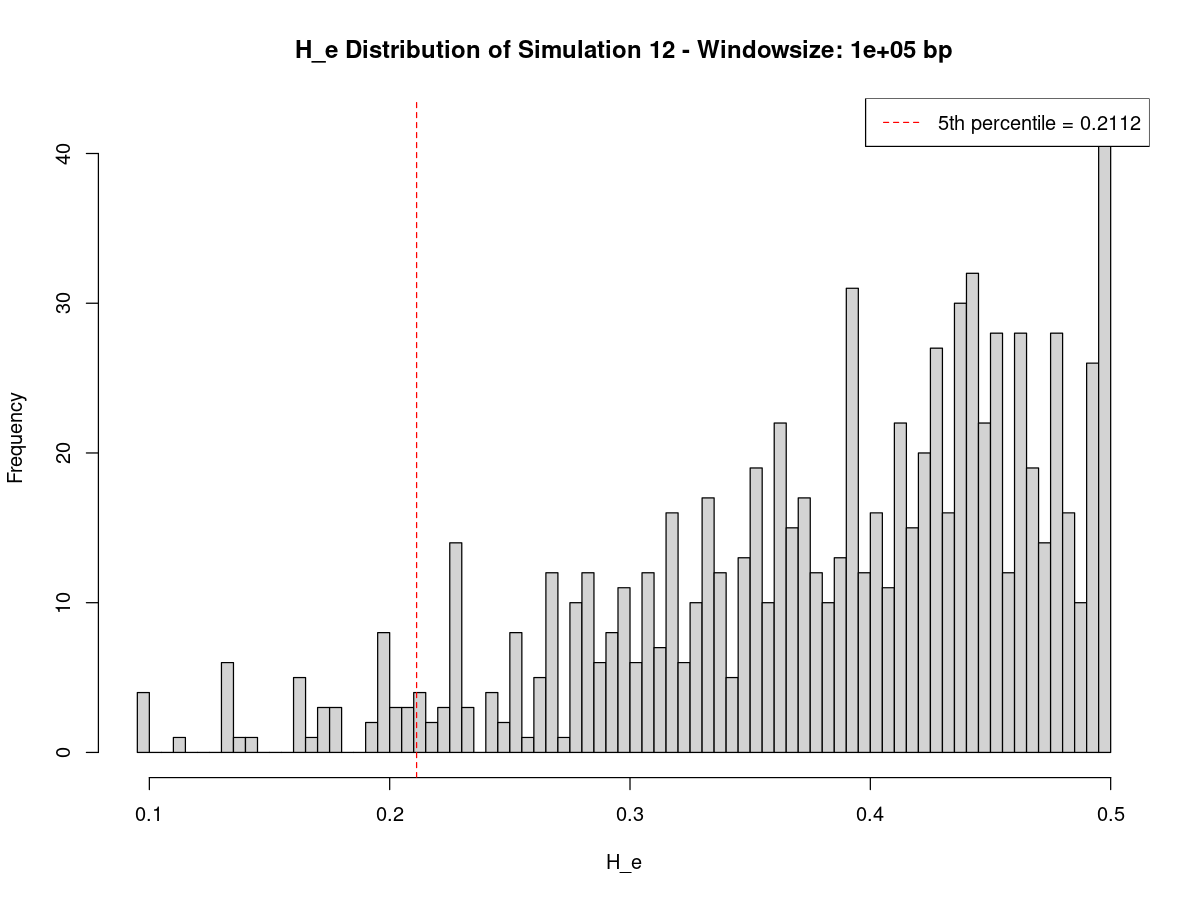 H_e Distribution of Simulation 12 - Windowsize: 1e+05 bp
5th percentile = 0.2112
Frequency
40
30
20
10
0
0.1 0.2 0.3 0.4 0.5
H_e